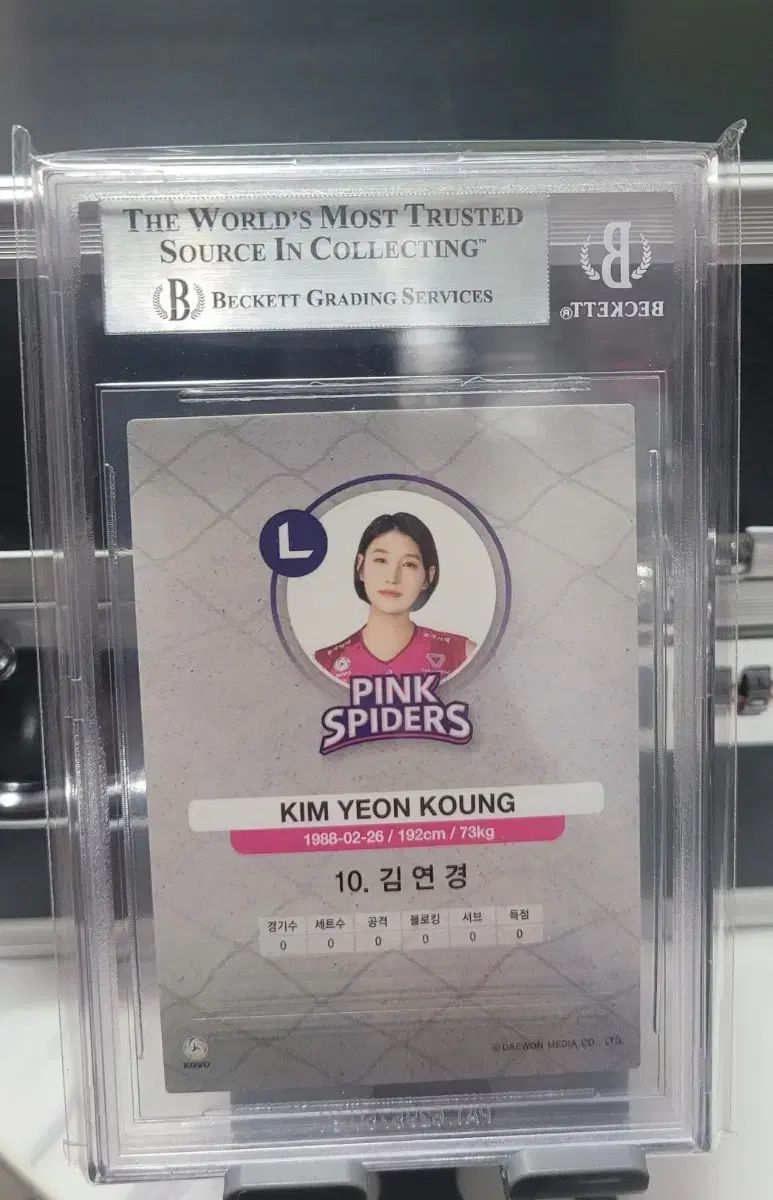 THE WORLD'S MOST TRUSTED
SOURCE IN COLLECTING™
B BECKETT GRADING SERVICES
B
BECKETT®
L
PINK
SPIDERS
KIM YEON KOUNG
1988-02-26 / 192cm / 73kg
10. 김연경
경기수 세트수 공격 블로킹 서브 득점
0 0 0 0 0 0
KOVO
© DAEWON MEDIA CO., LTD.